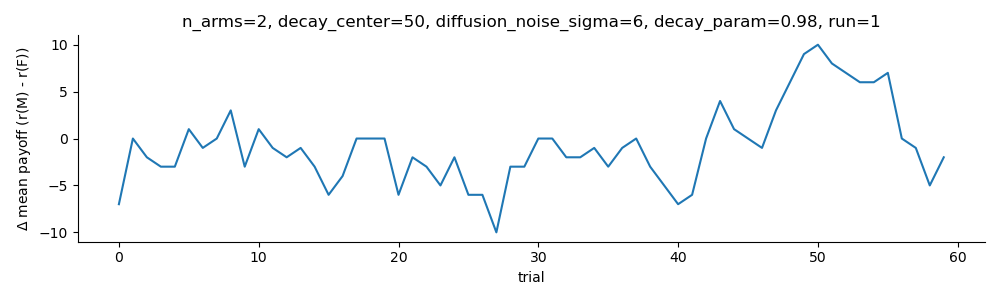 n_arms=2, decay_center=50, diffusion_noise_sigma=6, decay_param=0.98, run=1
Δ mean payoff (r(M) - r(F))
10
5
0
−5
−10
0 10 20 30 40 50 60
trial